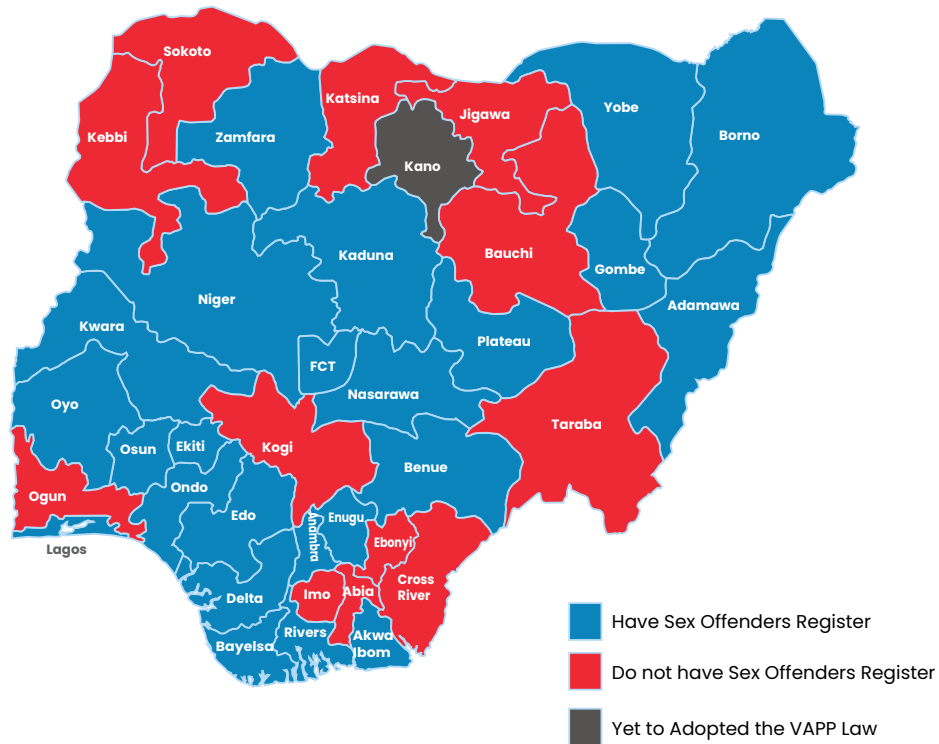 Sokoto
Katsina
Jigawa
Yobe
Borno
Kebbi
Zamfara
Kano
Bauchi
Gombe
Kaduna
Niger
Adamawa
Kwara
Plateau
FCT
Nasarawa
Oyo
Taraba
Osun
Ekiti
Kogi
Benue
Ogun
Ondo
Edo
Anambra
Enugu
Ebonyi
Lagos
Cross
River
Imo
Abia
Delta
Rivers
Akwa
Ibom
Bayelsa
Have Sex Offenders Register
Do not have Sex Offenders Register
Yet to Adopted the VAPP Law